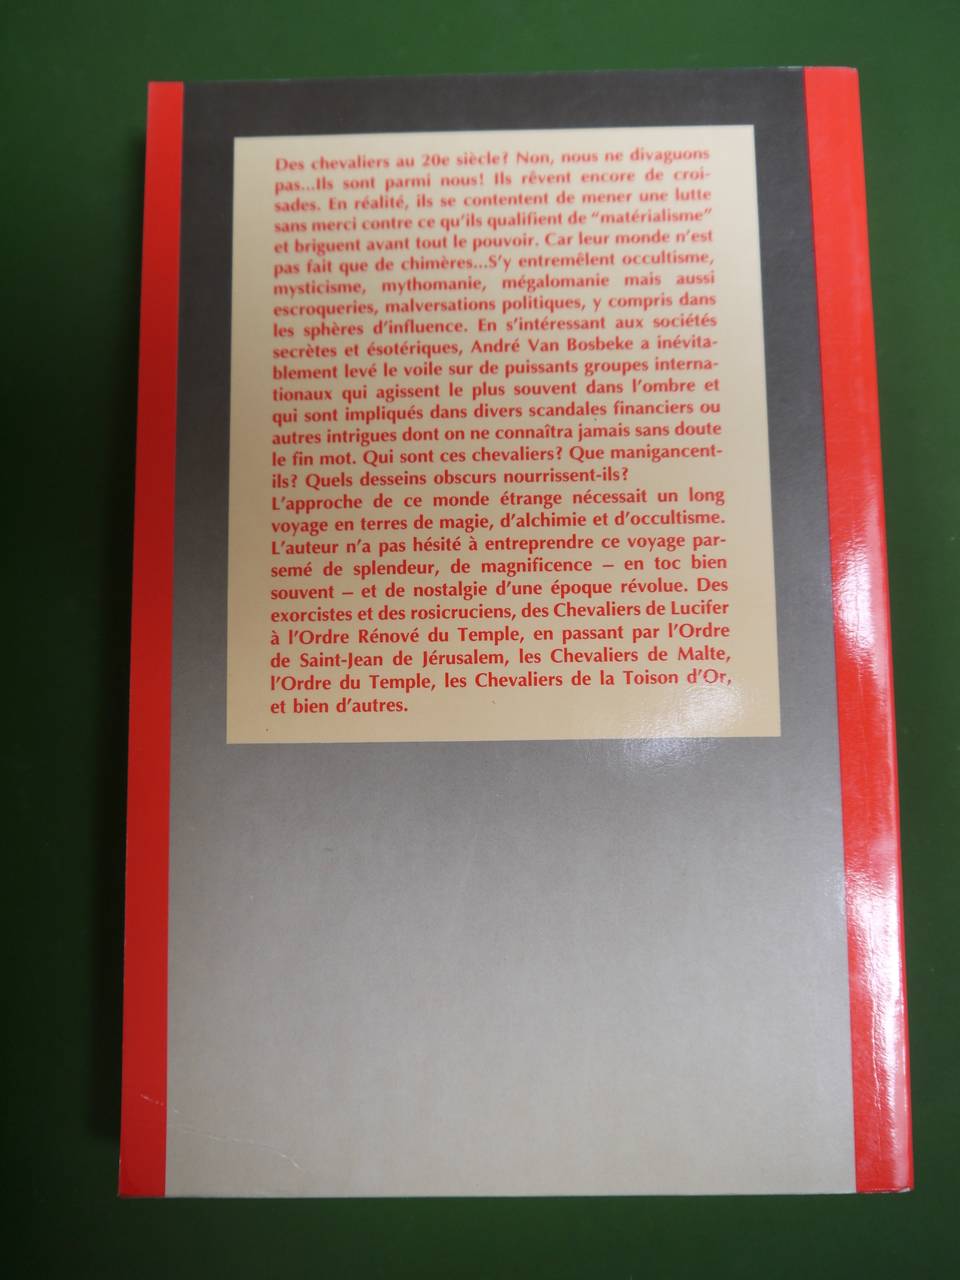 Des chevaliers au 20e siècle? Non, nous ne divaguons
pas...Ils sont parmi nous! Ils rêvent encore de croi-
sades. En réalité, ils se contentent de mener une lutte
sans merci contre ce qu'ils qualifient de "matérialisme"
et briguent avant tout le pouvoir. Car leur monde n'est
pas fait que de chimères...S'y entremêlent occultisme,
mysticisme, mythomanie, mégalomanie mais aussi
escroqueries, malversations politiques, y compris dans
les sphères d'influence. En s'intéressant aux sociétés
secrètes et ésotériques, André Van Bosbeke a inévita-
blement levé le voile sur de puissants groupes interna-
tionaux qui agissent le plus souvent dans l'ombre et
qui sont impliqués dans divers scandales financiers ou
autres intrigues dont on ne connaîtra jamais sans doute
le fin mot. Qui sont ces chevaliers? Que manigancent-
ils? Quels desseins obscurs nourrissent-ils?
L'approche de ce monde étrange nécessait un long
voyage en terres de magie, d'alchimie et d'occultisme.
L'auteur n'a pas hésité à entreprendre ce voyage par-
semé de splendeur, de magnificence – en toc bien
souvent – et de nostalgie d'une époque révolue. Des
exorcistes et des rosicruciens, des Chevaliers de Lucifer
à l'Ordre Rénové du Temple, en passant par l'Ordre
de Saint-Jean de Jérusalem, les Chevaliers de Malte,
l'Ordre du Temple, les Chevaliers de la Toison d'Or,
et bien d'autres.